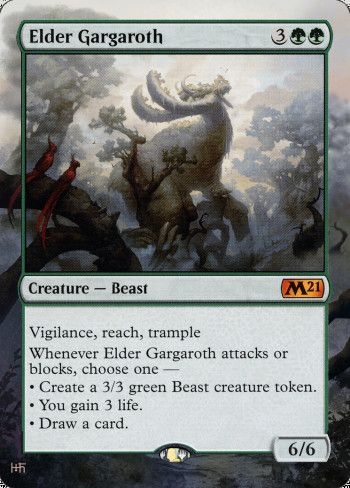 Elder Gargaroth 3
Creature — Beast M21
Vigilance, reach, trample
Whenever Elder Gargaroth attacks or
blocks, choose one —
• Create a 3/3 green Beast creature token.
• You gain 3 life.
• Draw a card.
6/6